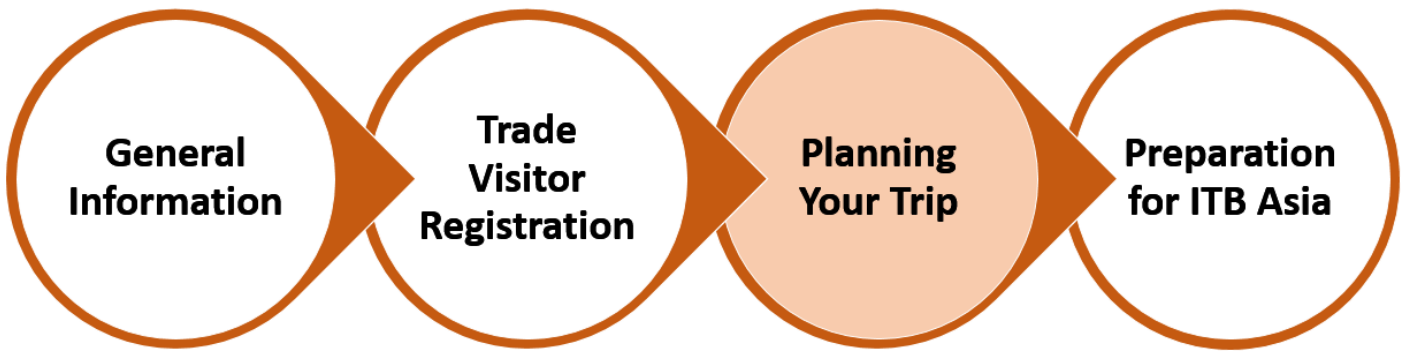 General
Information
Trade
Visitor
Registration
Planning
Your Trip
Preparation
for ITB Asia